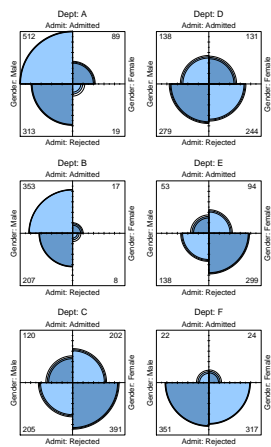 Dept: A
Admit: Admitted
512 89
Gender: Male
Gender: Female
313 19
Admit: Rejected
Dept: D
Admit: Admitted
138 131
Gender: Male
Gender: Female
279 244
Admit: Rejected
Dept: B
Admit: Admitted
353 17
Gender: Male
Gender: Female
207 8
Admit: Rejected
Dept: E
Admit: Admitted
53 94
Gender: Male
Gender: Female
138 299
Admit: Rejected
Dept: C
Admit: Admitted
120 202
Gender: Male
Gender: Female
205 391
Admit: Rejected
Dept: F
Admit: Admitted
22 24
Gender: Male
Gender: Female
351 317
Admit: Rejected